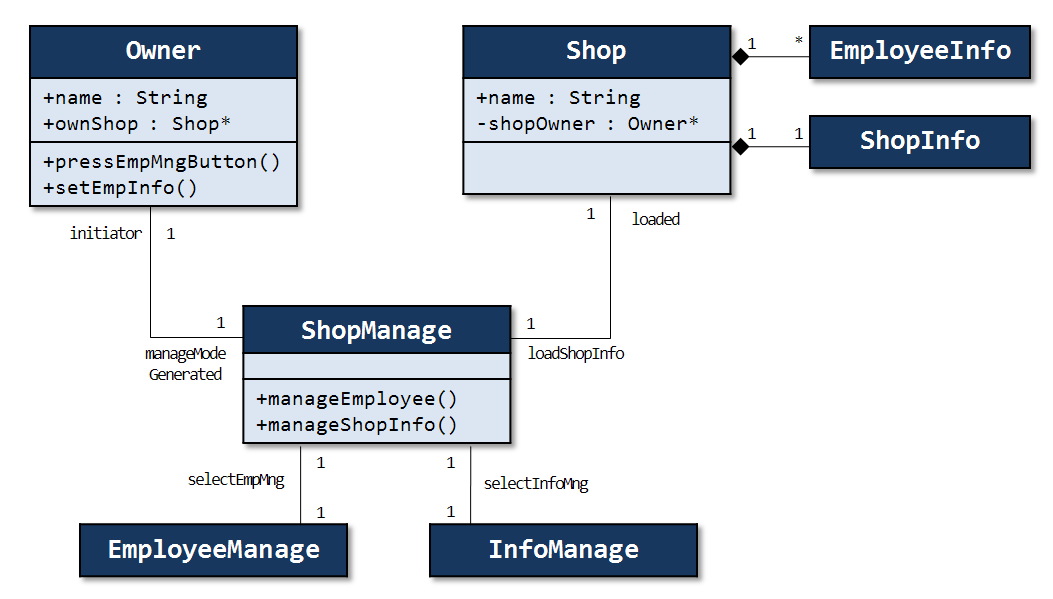 Owner
+name : String
+ownShop : Shop*
+pressEmpMngButton()
+setEmpInfo()
Shop
+name : String
-shopOwner : Owner*
1
*
EmployeeInfo
1
1
ShopInfo
initiator
1
1
manageMode
Generated
1
loaded
1
loadShopInfo
ShopManage
+manageEmployee()
+manageShopInfo()
selectEmpMng
1
1
1
selectInfoMng
1
EmployeeManage
InfoManage